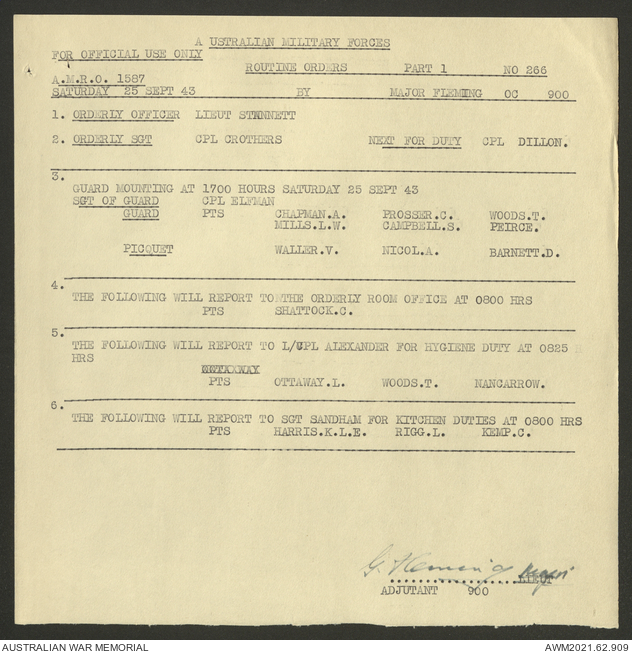 A USTRALIAN MILITARY FORCES
FOR OFFICIAL USE ONLY
ROUTINE ORDERS PART 1 NO 266
A.M.R.O. 1587
SATURDAY 25 SEPT 43 BY MAJOR FLEMING OC 900
1. ORDERLY OFFICER LIEUT STNNNETT
2. ORDERLY SGT CPL CROTHERS NEXT FOR DUTY CPL DILLON.
3.
GUARD MOUNTING AT 1700 HOURS SATURDAY 25 SEPT 43
SGT OF GUARD CPL ELFMAN
GUARD PTS CHAPMAN.A. PROSSER.C. WOODS.T.
MILLS.L.W. CAMPBELL.S. PEIRCE.
PICQUET WALLER.V. NICOL.A. BARNETT.D.
4.
THE FOLLOWING WILL REPORT TO THE ORDERLY ROOM OFFICE AT 0800 HRS
PTS SHATTOCK.C.
5.
THE FOLLOWING WILL REPORT TO L/CPL ALEXANDER FOR HYGIENE DUTY AT 0825
HRS
PTS OTTAWAY.L. WOODS.T. NANCARROW.
6.
THE FOLLOWING WILL REPORT TO SGT SANDHAM FOR KITCHEN DUTIES AT 0800 HRS
PTS HARRIS.K.L.E. RIGG.L. KEMP.C.
G Fleming Major
LIEUT
ADJUTANT 900
AUSTRALIAN WAR MEMORIAL AWM2021.62.909